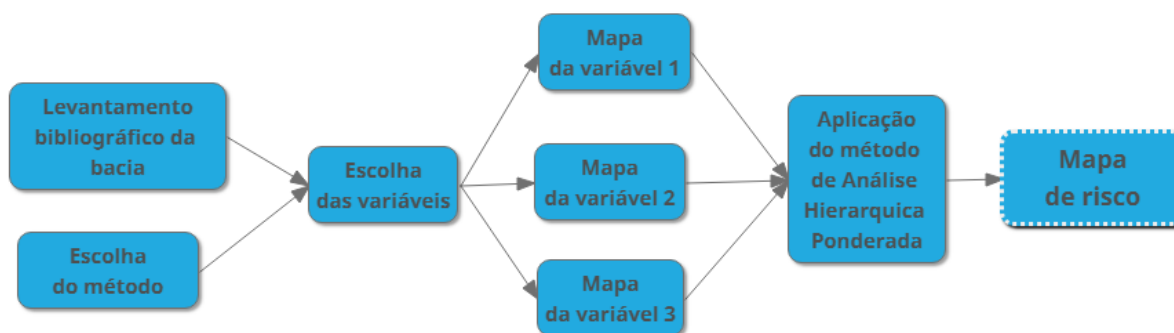 Levantamento
bibliográfico da
bacia
Escolha
do método
Escolha
das variáveis
Mapa
da variável 1
Mapa
da variável 2
Mapa
da variável 3
Aplicação
do método
de Análise
Hierarquica
Ponderada
Mapa
de risco